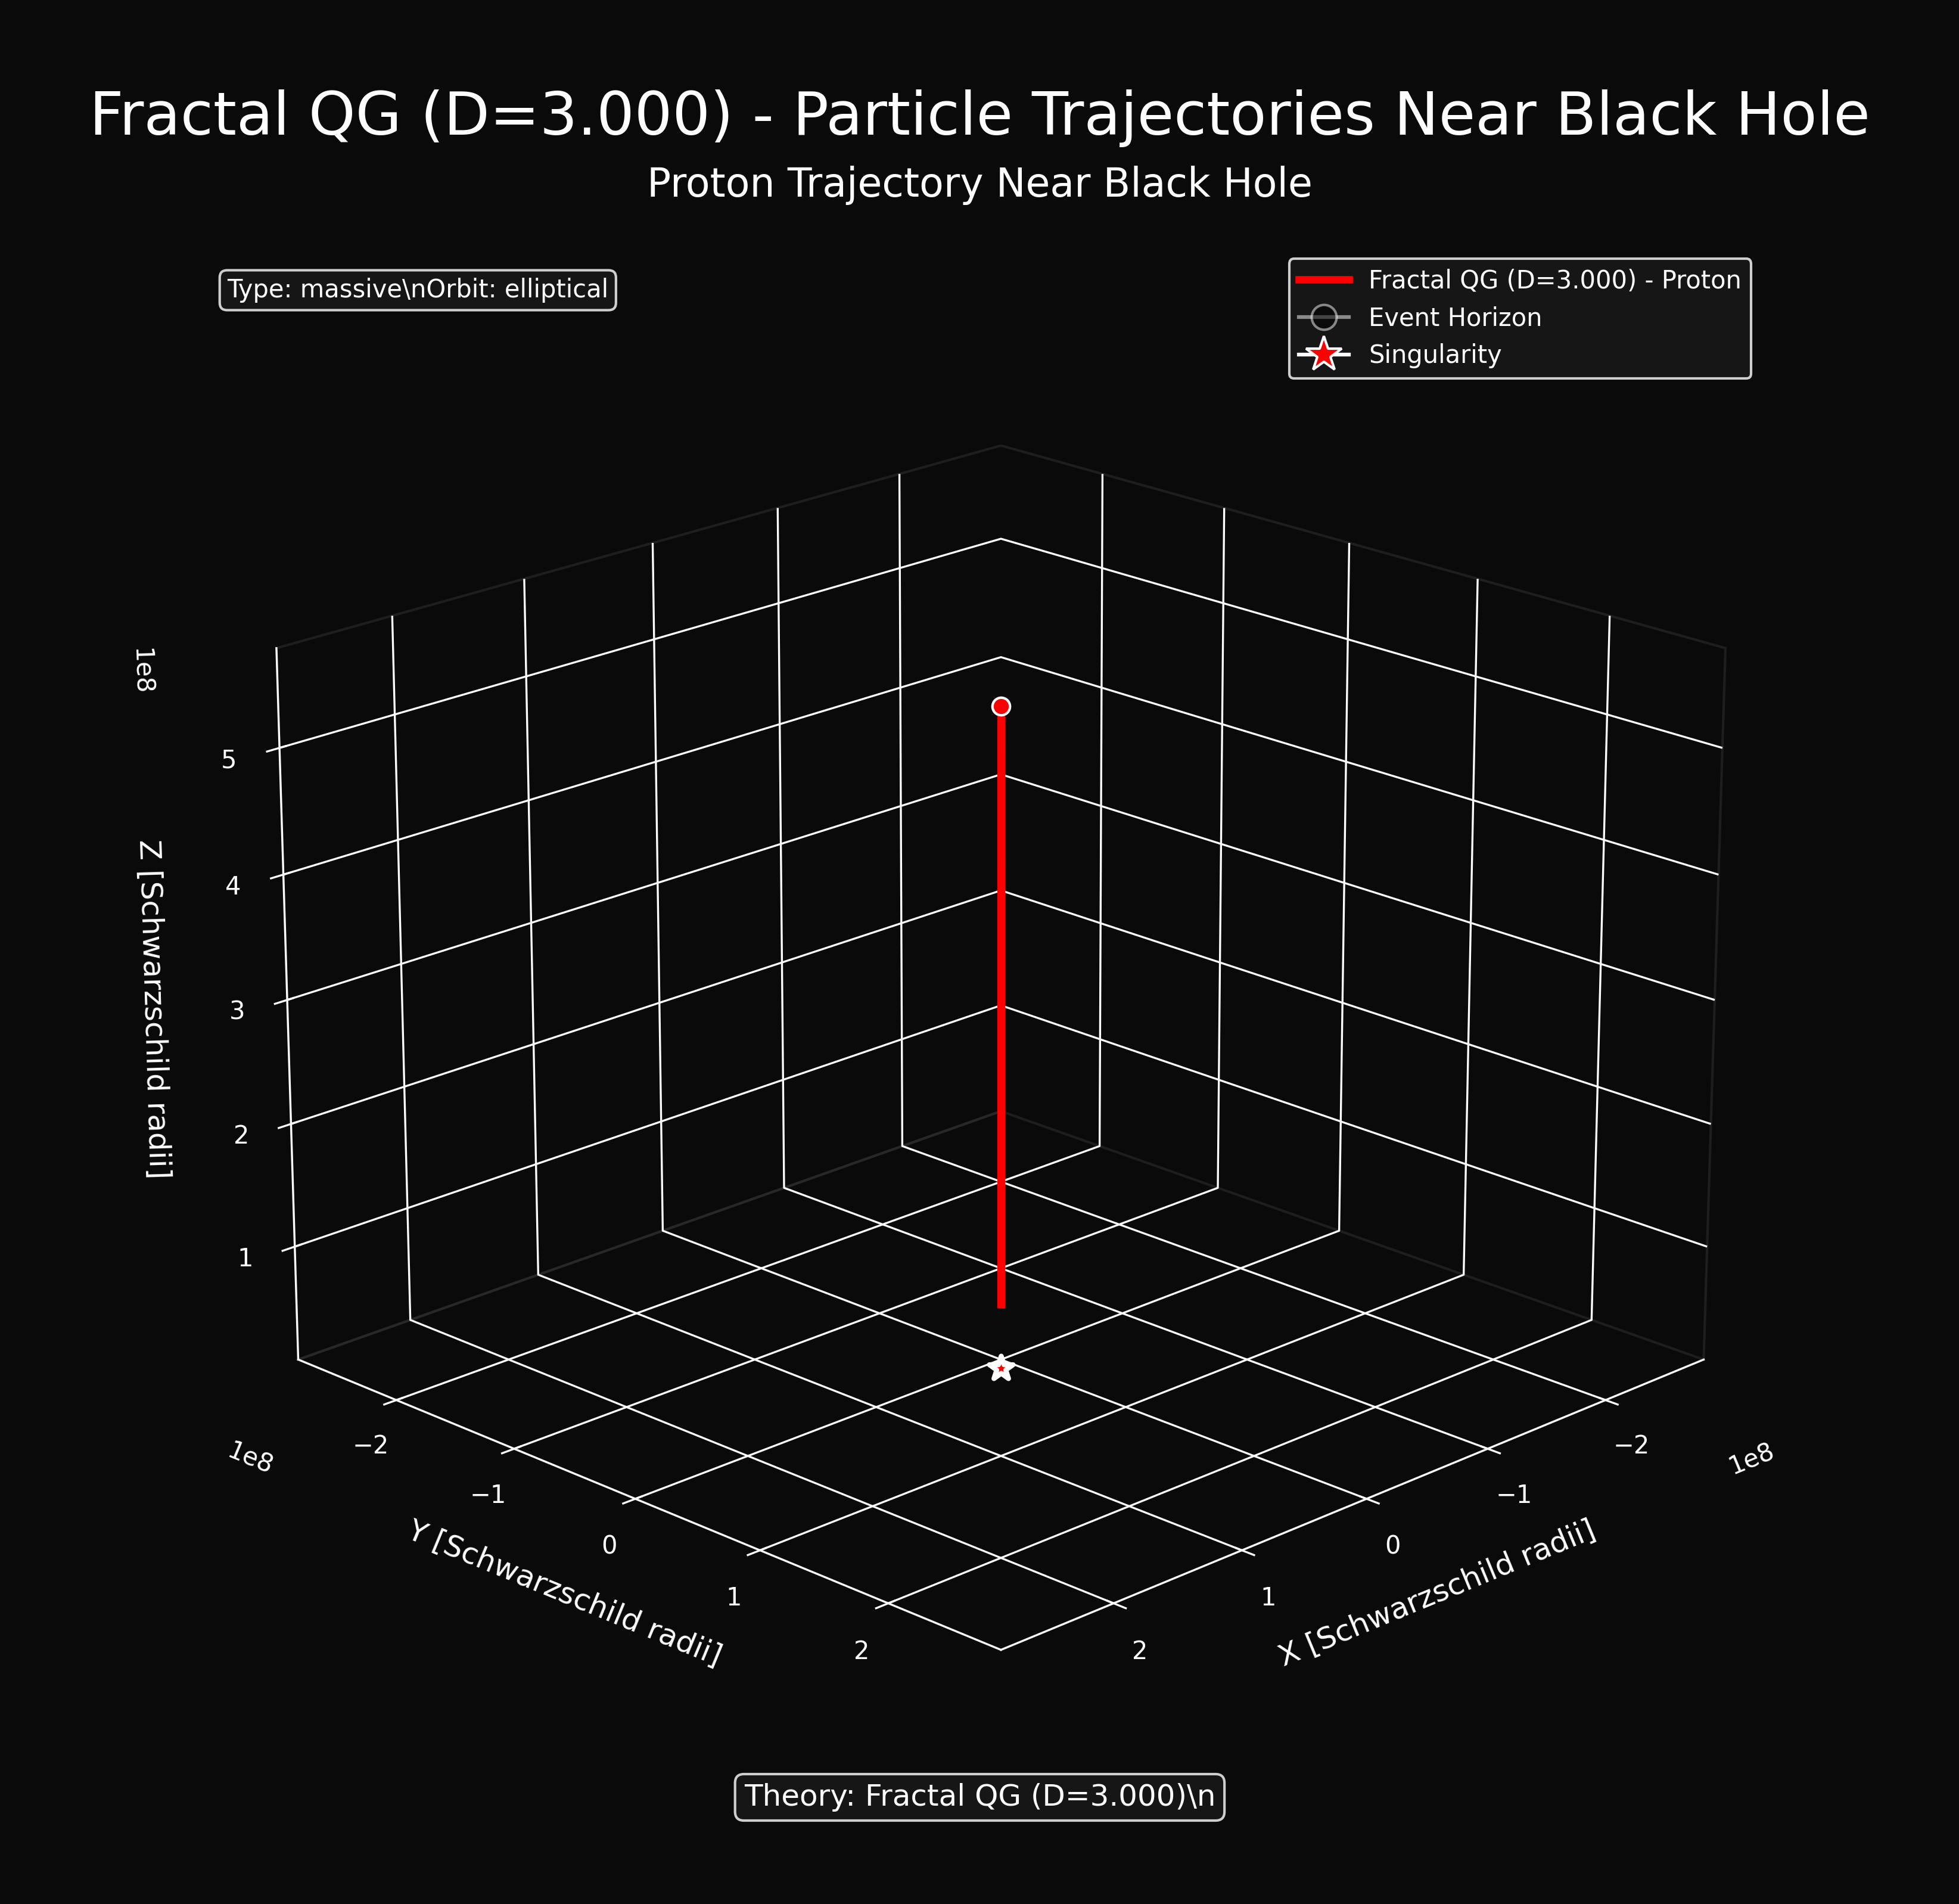 Fractal QG (D=3.000) - Particle Trajectories Near Black Hole
Proton Trajectory Near Black Hole
Type: massive\nOrbit: elliptical
Fractal QG (D=3.000) - Proton
Event Horizon
Singularity
1e8
5
4
3
2
1
Z [Schwarzschild radii]
1e8
−2
−1
0
1
2
Y [Schwarzschild radii]
1e8
−2
−1
0
1
2
X [Schwarzschild radii]
Theory: Fractal QG (D=3.000)\n